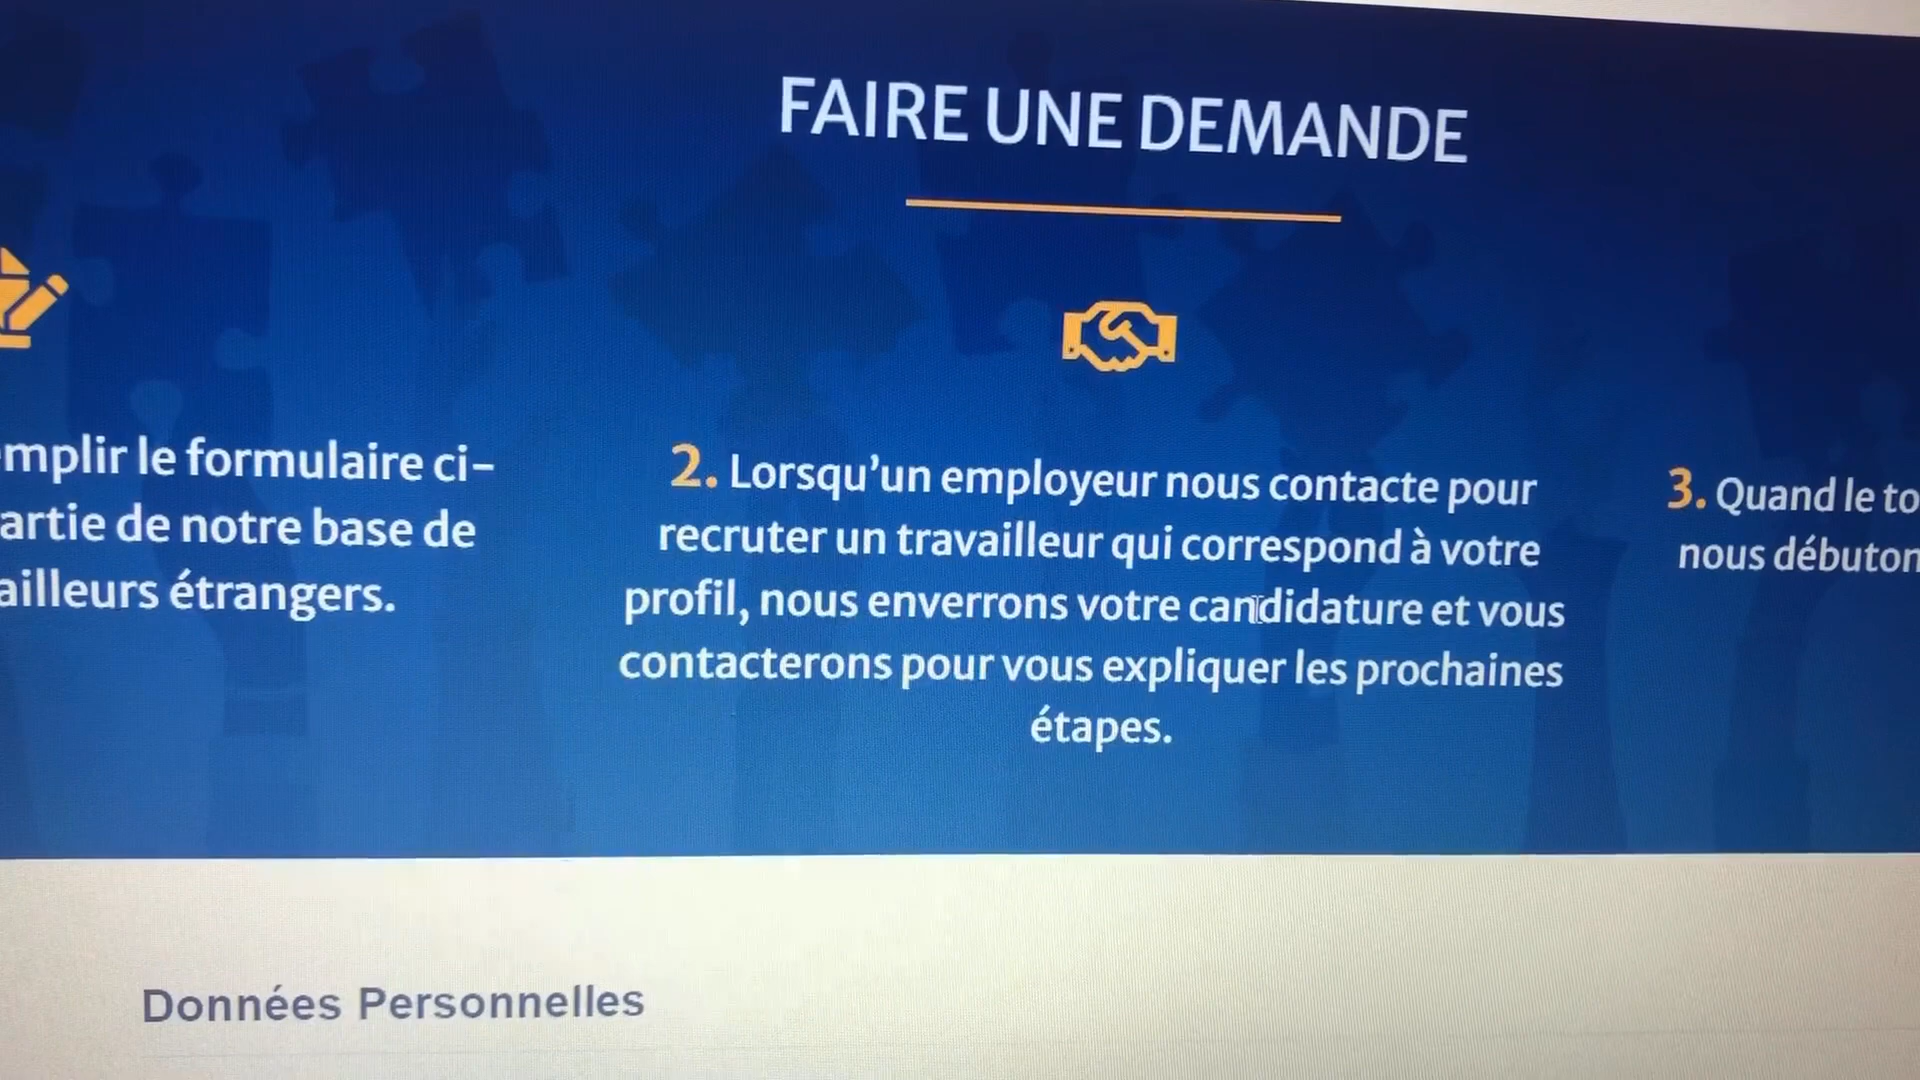 FAIRE UNE DEMANDE
mplir le formulaire ci-
artie de notre base de
ailleurs étrangers.
2. Lorsqu'un employeur nous contacte pour
recruter un travailleur qui correspond à votre
profil, nous enverrons votre candidature et vous
contacterons pour vous expliquer les prochaines
étapes.
3. Quand le to
nous débuton
Données Personnelles